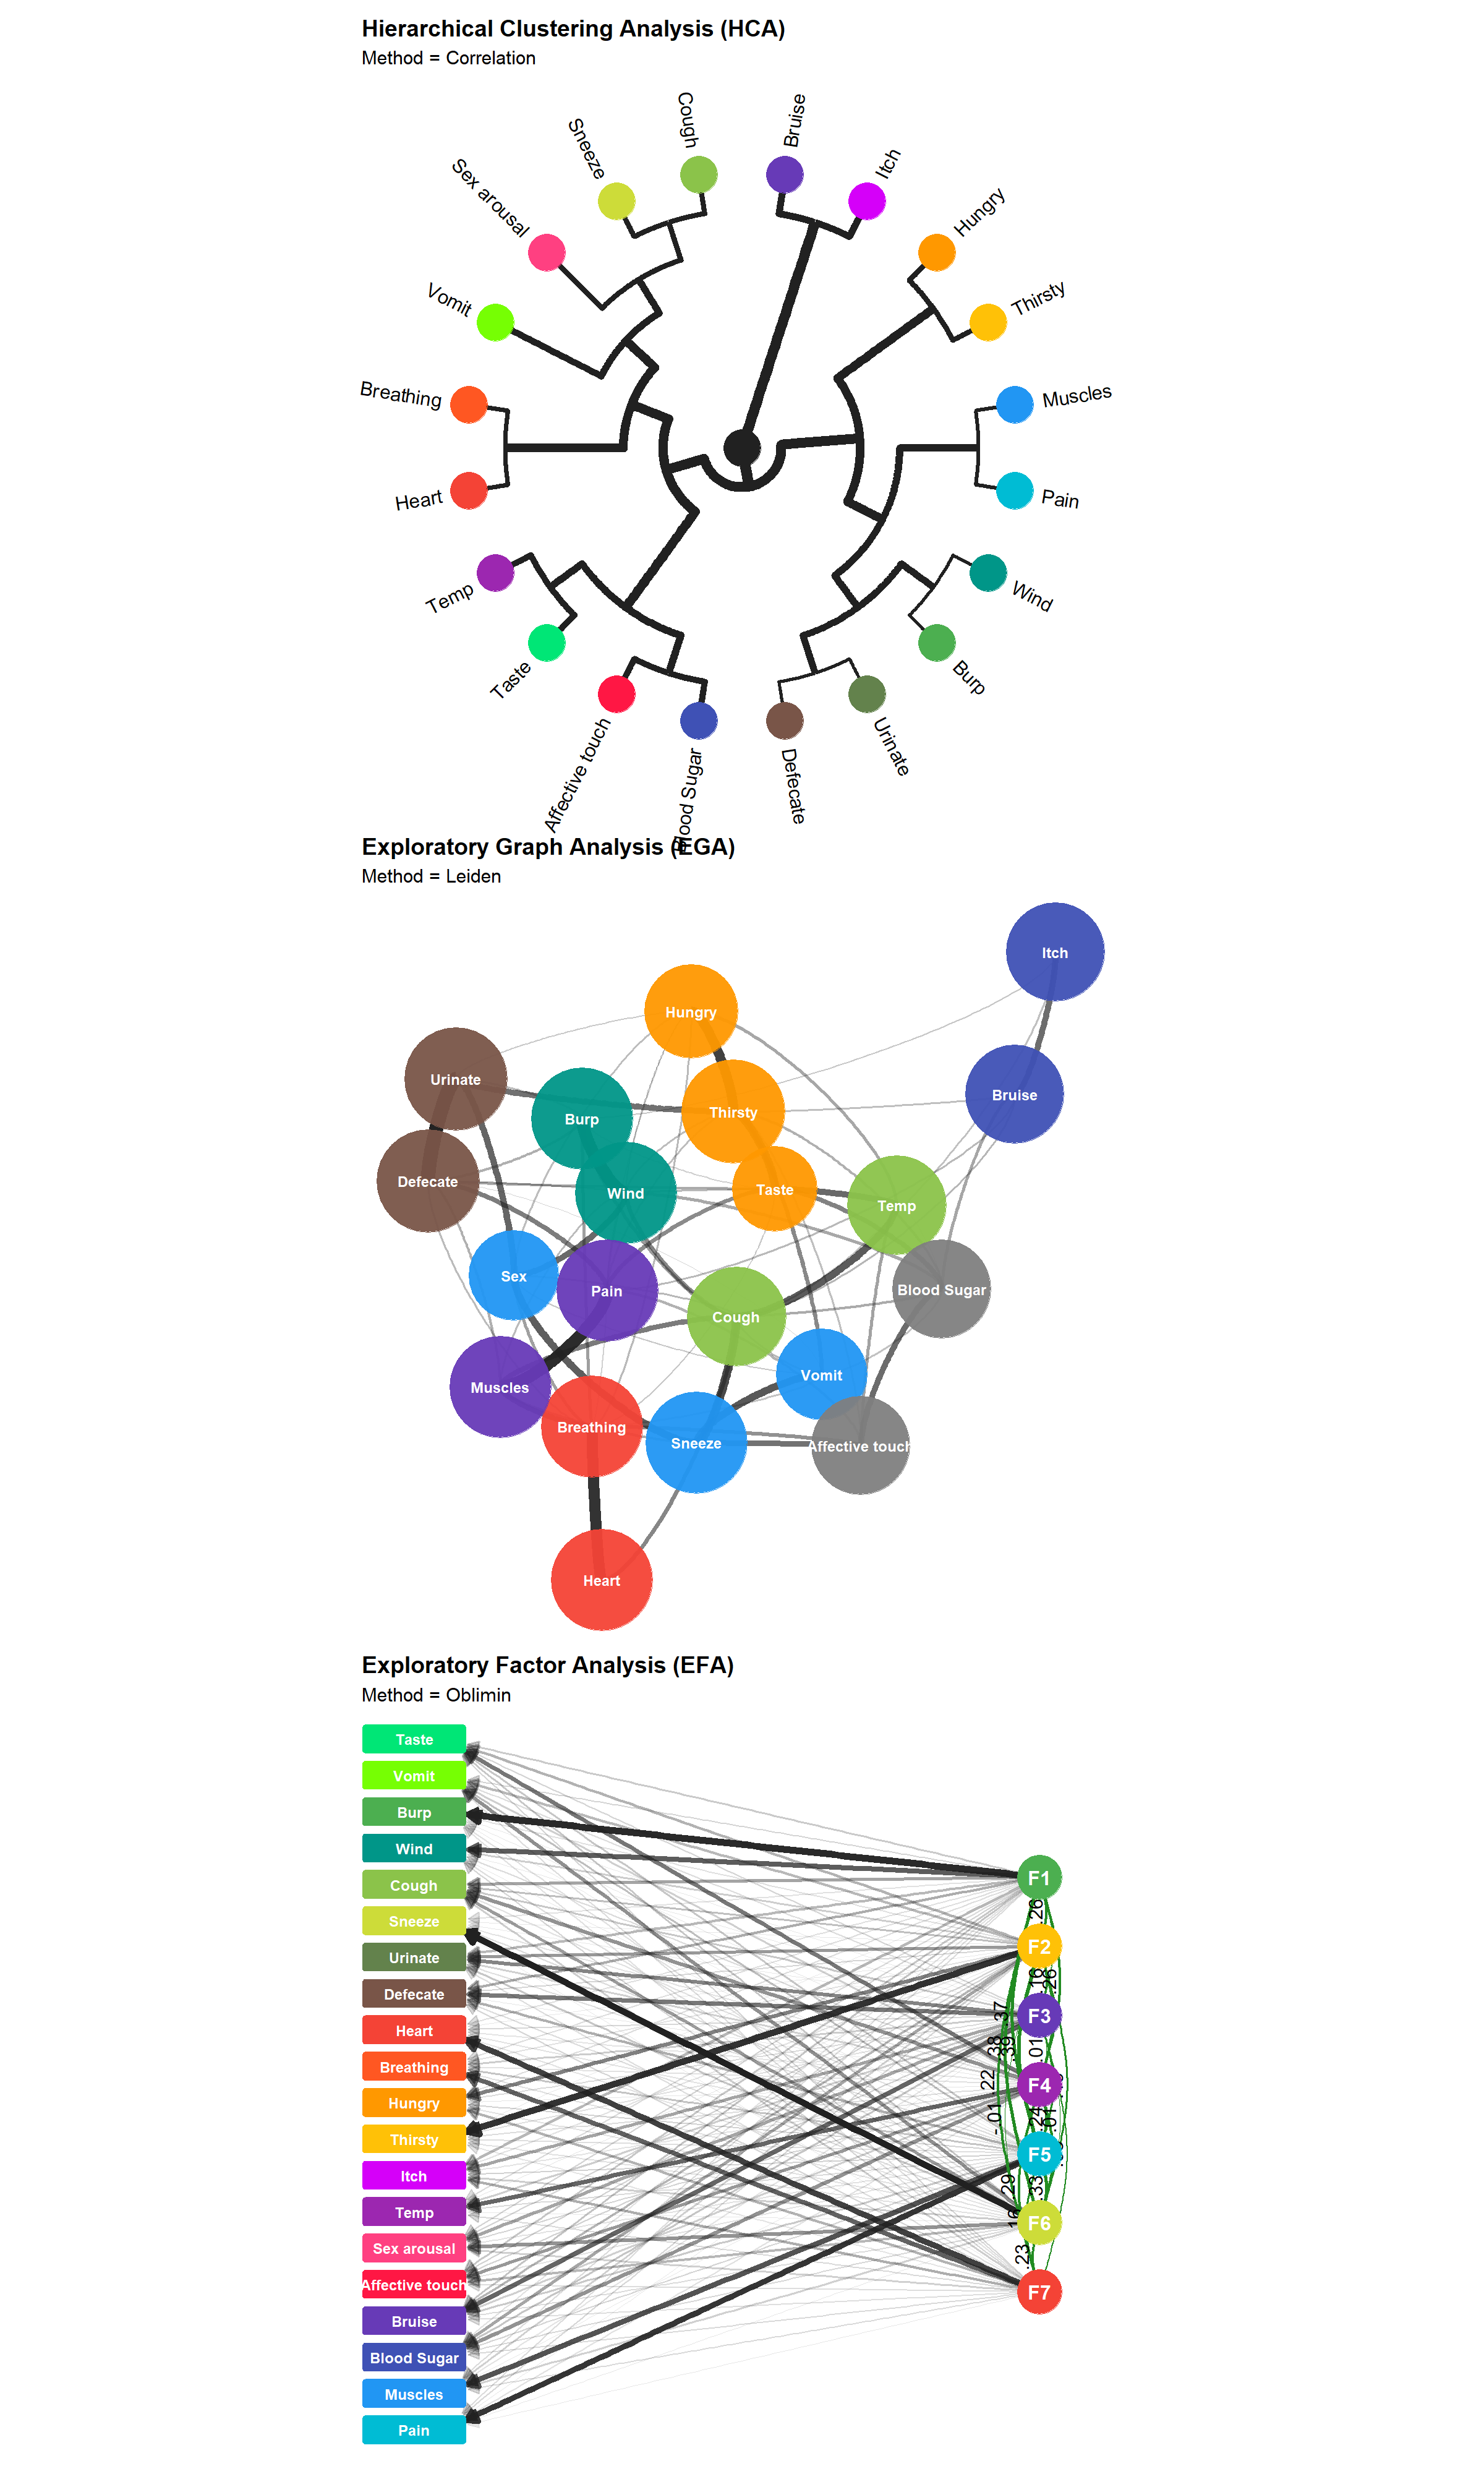 Hierarchical Clustering Analysis (HCA)
Method = Correlation
Cough
Bruise
Sneeze
Itch
Sex arousal
Hungry
Vomit
Thirsty
Breathing
Muscles
Heart
Pain
Temp
Wind
Taste
Burp
Affective touch
Blood Sugar
Defecate
Urinate
Exploratory Graph Analysis (EGA)
Method = Leiden
Itch
Hungry
Urinate
Bruise
Thirsty
Burp
Defecate
Taste
Wind
Temp
Sex
Pain
Blood Sugar
Cough
Vomit
Muscles
Breathing
Sneeze
Affective touch
Heart
Exploratory Factor Analysis (EFA)
Method = Oblimin
Taste
Vomit
Burp
Wind
Cough
Sneeze
Urinate
Defecate
Heart
Breathing
Hungry
Thirsty
Itch
Temp
Sex arousal
Affective touch
Bruise
Blood Sugar
Muscles
Pain
F1
.26
F2
.16
.26
F3
.37
.38
.39
.01
F4
.22
-.01
.24
.01
F5
.29
.33
F6
.16
.23
F7